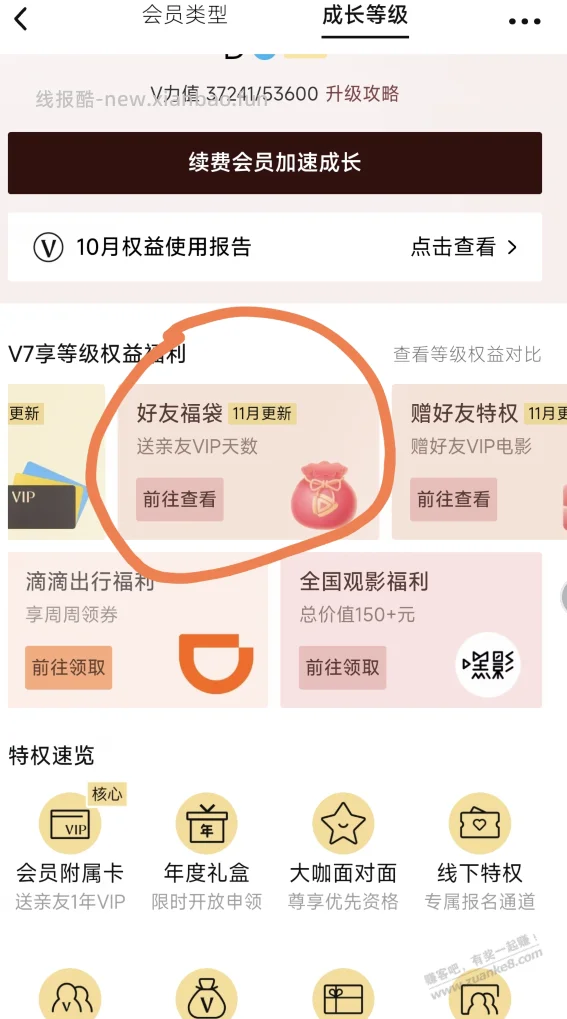 会员类型
成长等级
V力值 37241/53600 升级攻略
线报酷-new.xianbao.fun
续费会员加速成长
V 10月权益使用报告
点击查看
V7享等级权益福利
查看等级权益对比
更新
VIP
好友福袋 11月更新
送亲友VIP天数
前往查看
赠好友特权 11月更
赠好友VIP电影
前往查看
滴滴出行福利
享周周领券
前往领取
全国观影福利
总价值150+元
前往领取
嘿影
特权速览
核心
VIP
年
会员附属卡
年度礼盒
大咖面对面
线下特权
送亲友1年VIP
限时开放申领
尊享优先资格
专属报名通道
赚客吧,有奖一起赚!
www.zuanke8.com
V
V